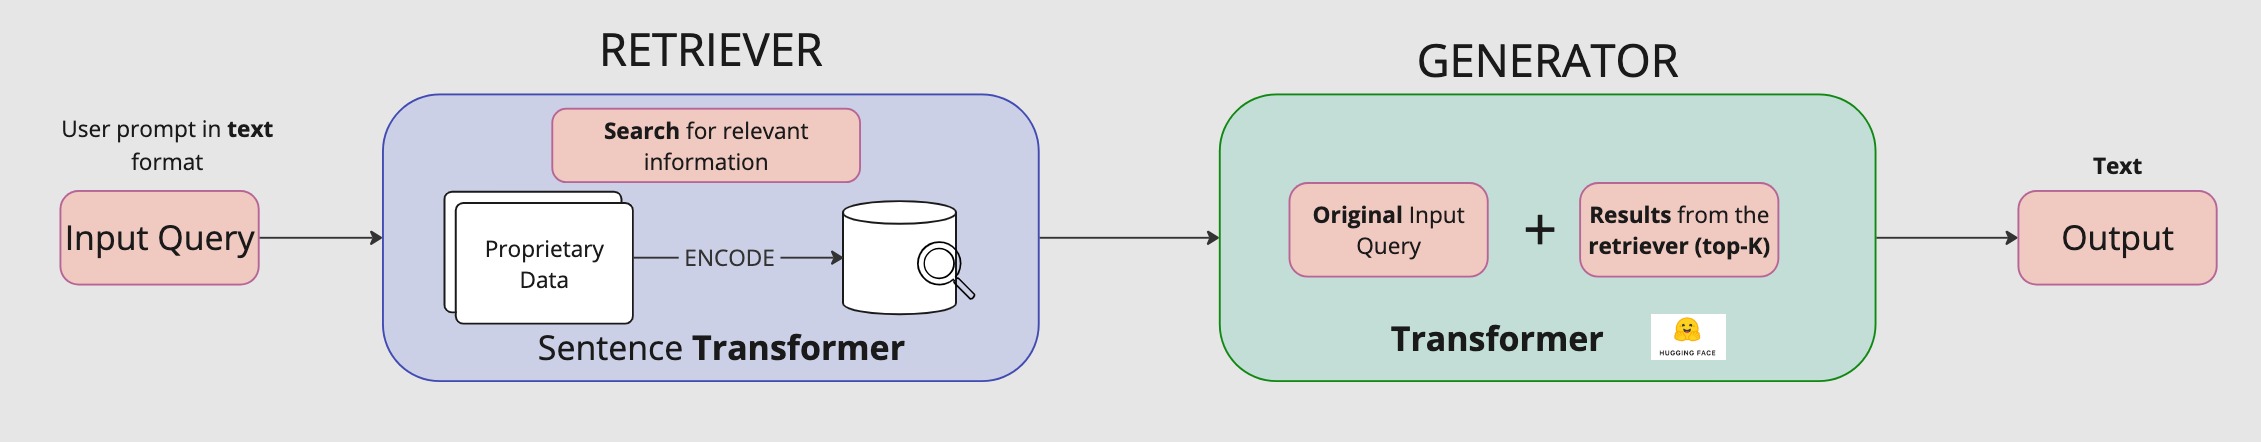 RETRIEVER
GENERATOR
User prompt in text
format
Input Query
Search for relevant
information
Proprietary
Data
ENCODE
Sentence Transformer
Original Input
Query
+
Results from the
retriever (top-K)
Transformer
HUGGING FACE
Text
Output